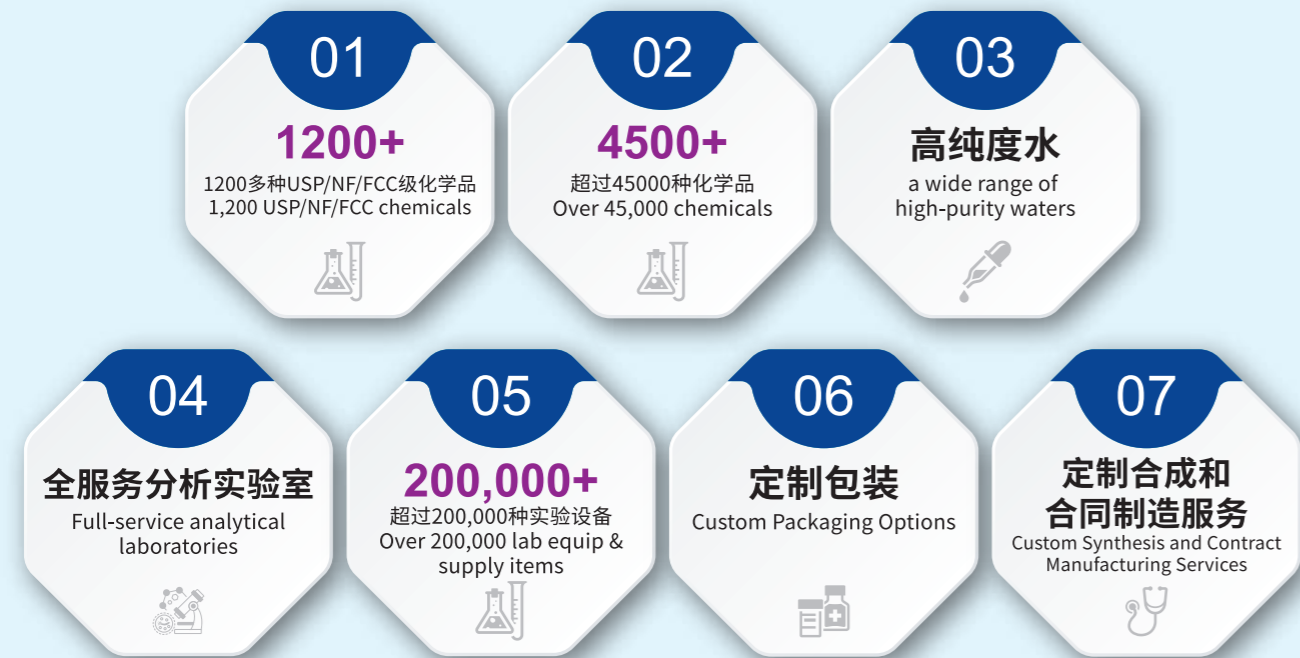 01
1200+
1200多种USP/NF/FCC级化学品
1,200 USP/NF/FCC chemicals
02
4500+
超过45000种化学品
Over 45,000 chemicals
03
高纯度水
a wide range of
high-purity waters
04
全服务分析实验室
Full-service analytical
laboratories
05
200,000+
超过200,000种实验设备
Over 200,000 lab equip &
supply items
06
定制包装
Custom Packaging Options
07
定制合成和
合同制造服务
Custom Synthesis and Contract
Manufacturing Services